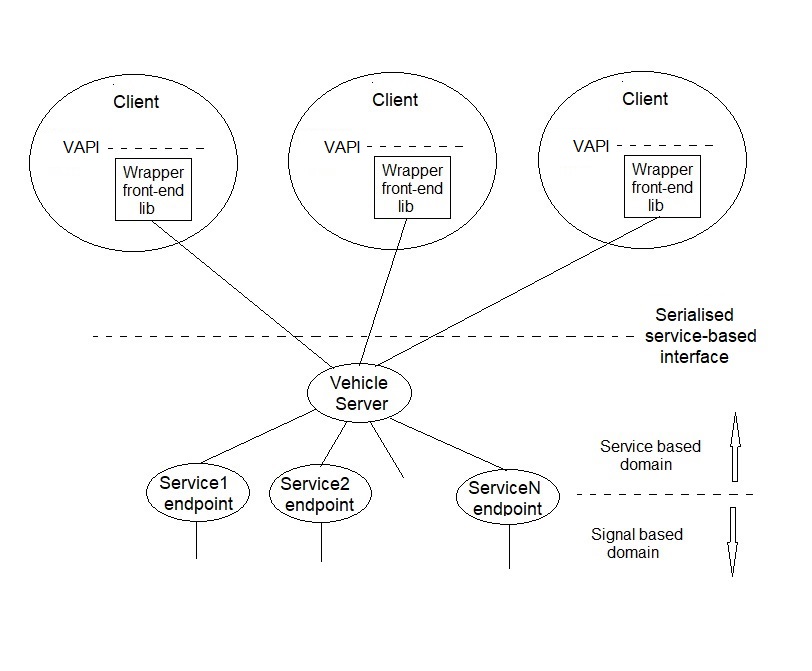 Client
Client
Client
VAPI
VAPI
VAPI
Wrapper
front-end
lib
Wrapper
front-end
lib
Wrapper
front-end
lib
Serialised
service-based
interface
Vehicle
Server
Service based
domain
Service1
endpoint
Service2
endpoint
ServiceN
endpoint
Signal based
domain